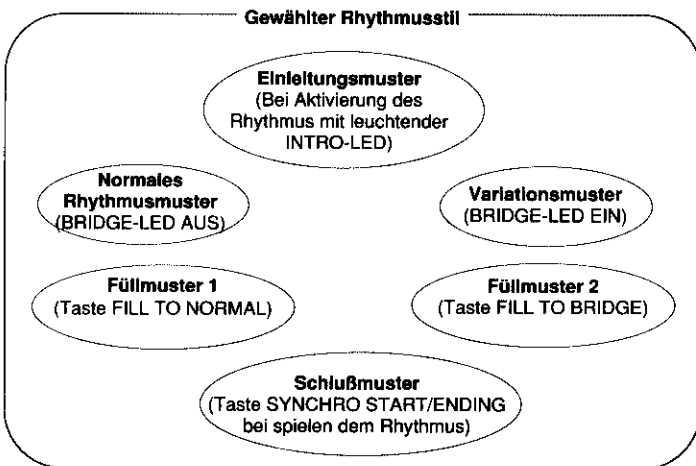 Gewählter Rhythmusstil
Einleitungsmuster
(Bei Aktivierung des
Rhythmus mit leuchtender
INTRO-LED)
Normales
Rhythmusmuster
(BRIDGE-LED AUS)
Variationsmuster
(BRIDGE-LED EIN)
Füllmuster 1
(Taste FILL TO NORMAL)
Füllmuster 2
(Taste FILL TO BRIDGE)
Schlußmuster
(Taste SYNCHRO START/ENDING
bei spielen dem Rhythmus)